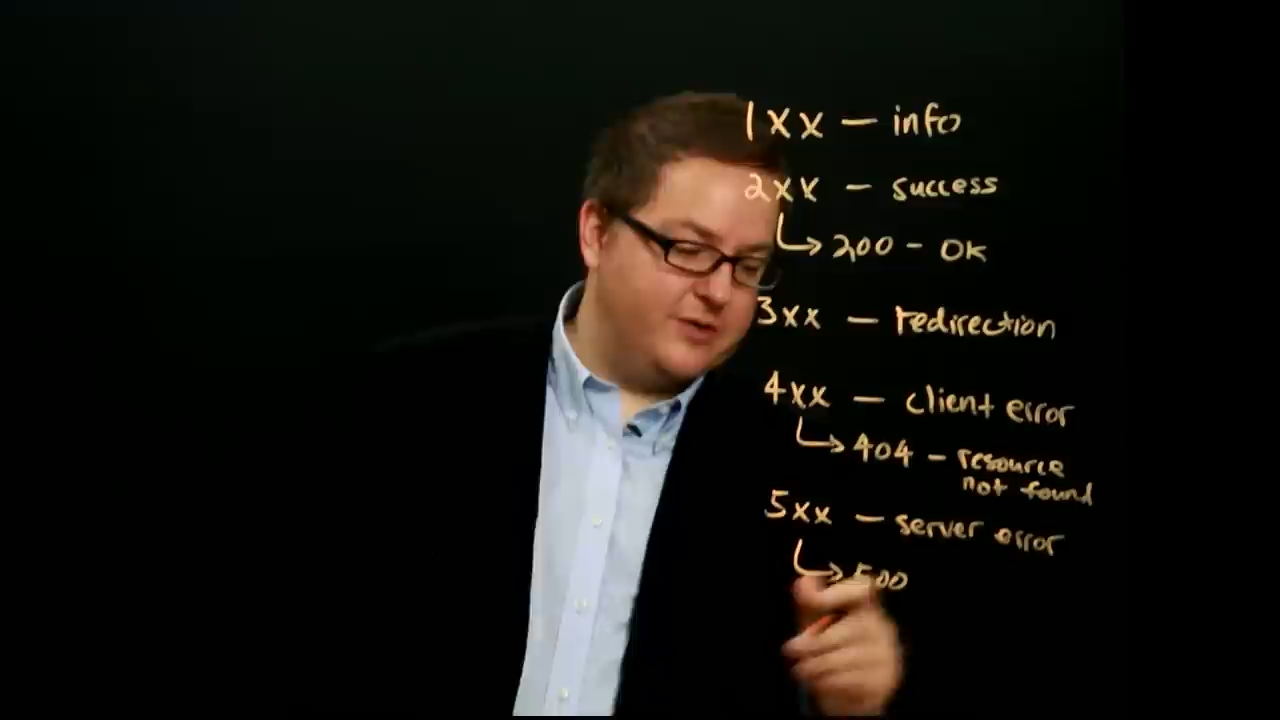 1xx — info
2xx — success
200 - OK
3xx — redirection
4xx — client error
404 - resource
not found
5xx — server error
500